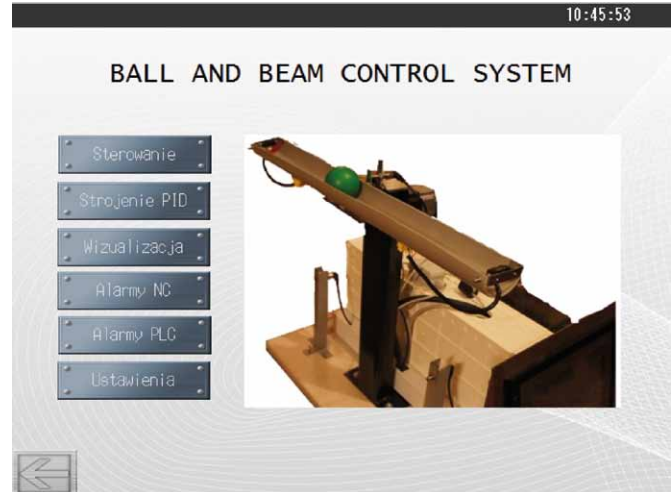 10:45:53
BALL AND BEAM CONTROL SYSTEM
Sterowanie
Strojenie PID
Wizualizacja
Alarmy NC
Alarmy PLC
Ustawienia